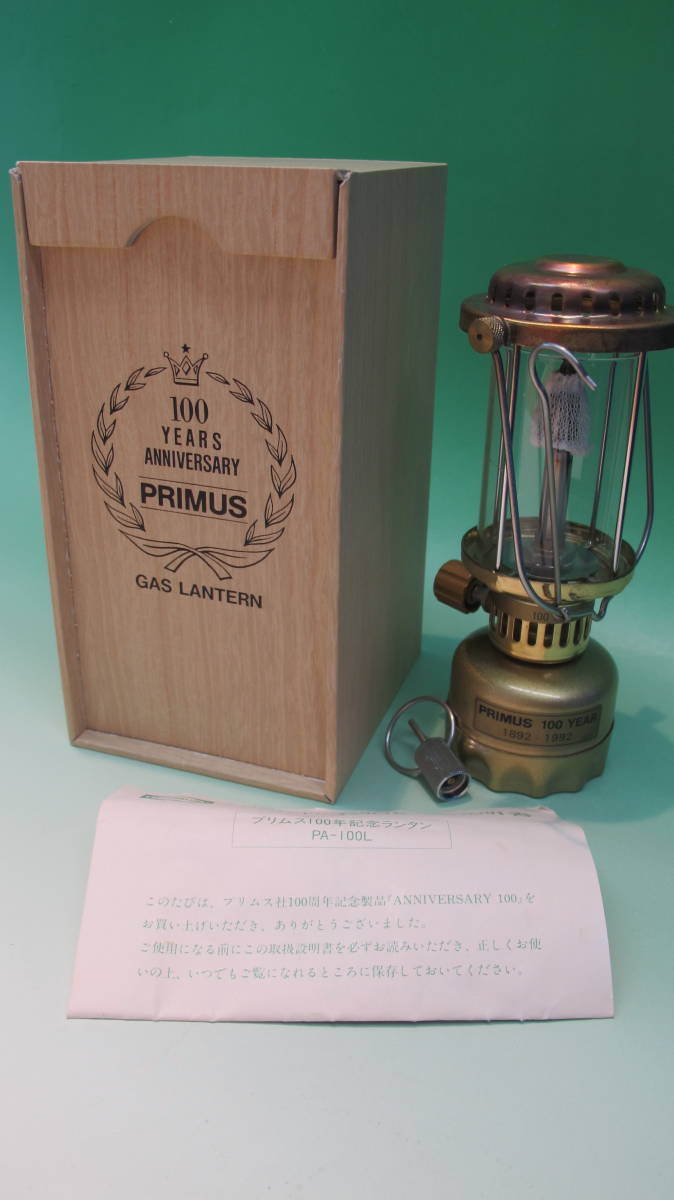 100
YEARS
ANNIVERSARY
PRIMUS
GAS LANTERN
100
PRIMUS 100 YEAR
1892 - 1992
プリムス100年記念ランタン
PA-100L
このたびは、プリムス社100周年記念製品「ANNIVERSARY 100」を
お買い上げいただき、ありがとうございました。
ご使用になる前にこの取扱説明書を必ずお読みいただき、正しくお使
いの上、いつでもご覧になれるところに保存しておいてください。